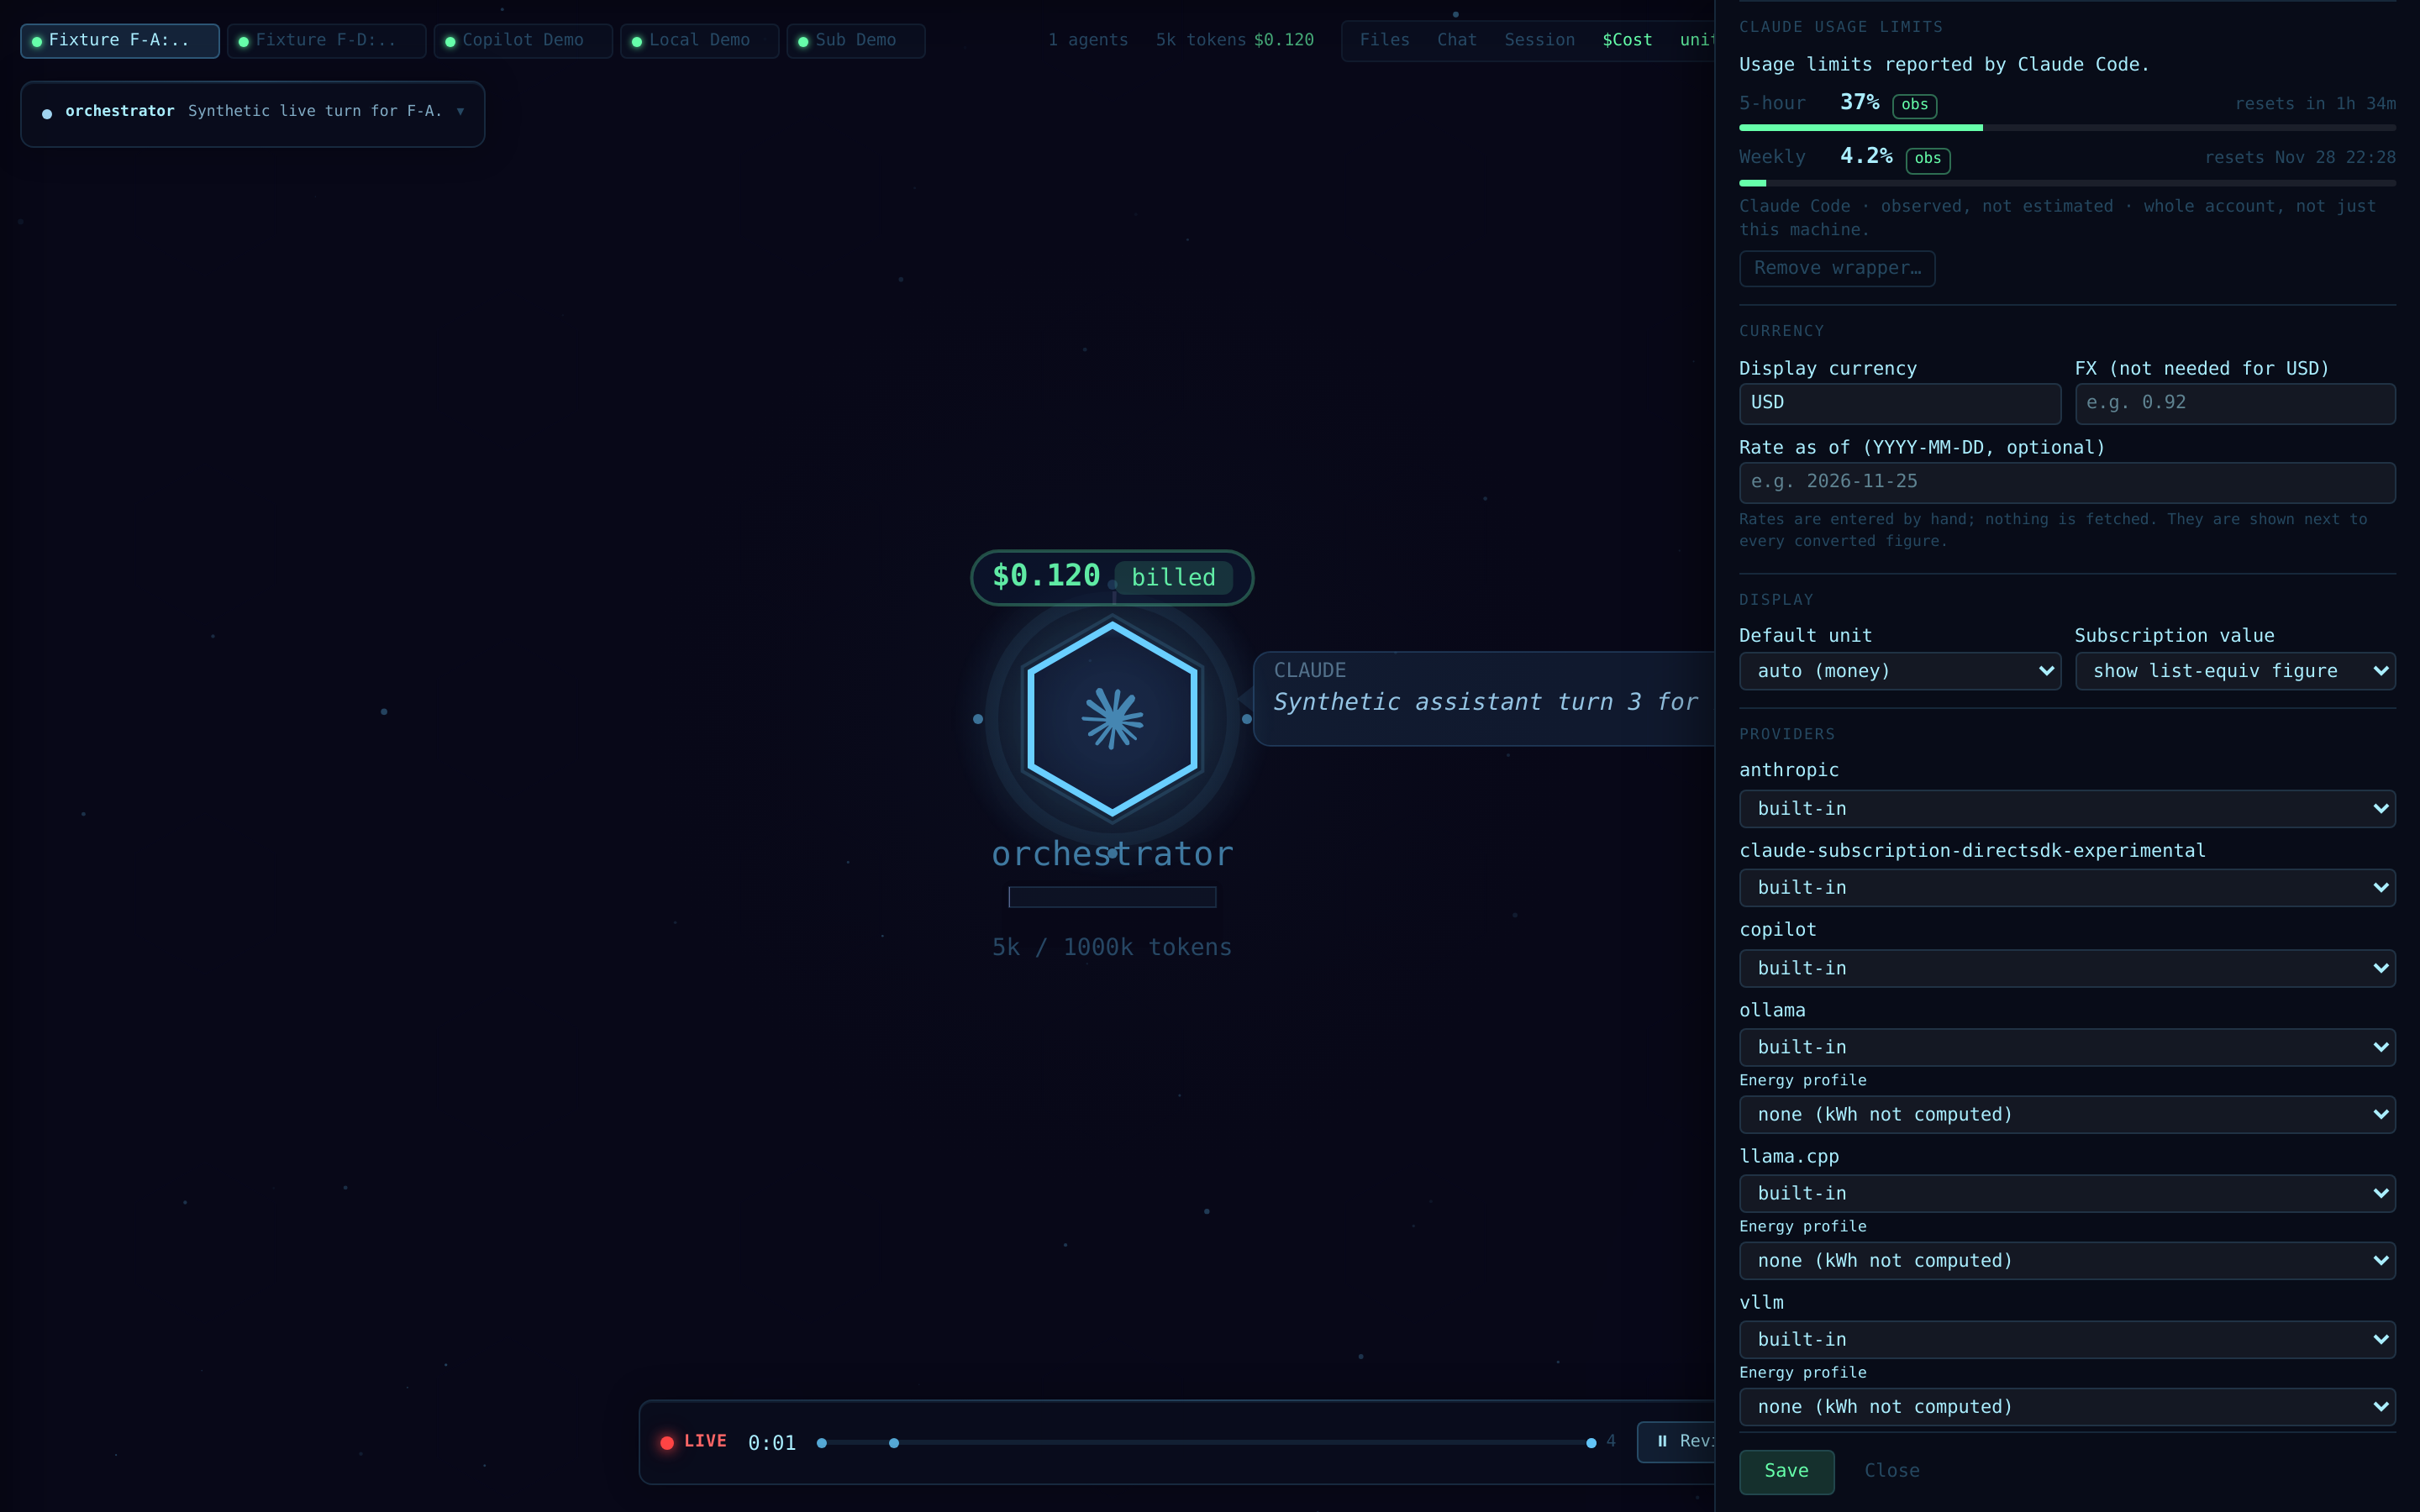 Fixture F-A:..
Fixture F-D:..
Copilot Demo
Local Demo
Sub Demo
1 agents
5k tokens $0.120
Files
Chat
Session
$Cost
orchestrator Synthetic live turn for F-A. ▼
$0.120 billed
CLAUDE
Synthetic assistant turn 3 for
orchestrator
5k / 1000k tokens
LIVE 0:01
4
CLAUDE USAGE LIMITS
Usage limits reported by Claude Code.
5-hour 37% obs resets in 1h 34m
Weekly 4.2% obs resets Nov 28 22:28
Claude Code · observed, not estimated · whole account, not just
this machine.
Remove wrapper…
CURRENCY
Display currency
FX (not needed for USD)
USD
e.g. 0.92
Rate as of (YYYY-MM-DD, optional)
e.g. 2026-11-25
Rates are entered by hand; nothing is fetched. They are shown next to
every converted figure.
DISPLAY
Default unit
Subscription value
auto (money)
show list-equiv figure
PROVIDERS
anthropic
built-in
claude-subscription-directsdk-experimental
built-in
copilot
built-in
ollama
built-in
Energy profile
none (kWh not computed)
llama.cpp
built-in
Energy profile
none (kWh not computed)
vllm
built-in
Energy profile
none (kWh not computed)
Save
Close